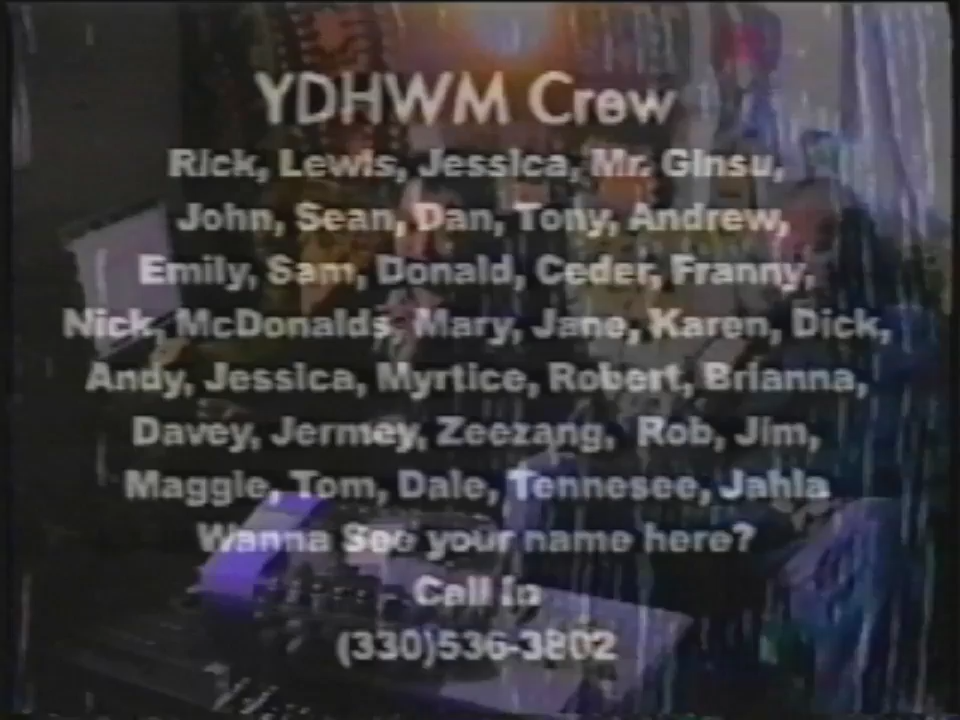 YDHWM Crew
Rick, Lewis, Jessica, Mr. Ginsu,
John, Sean, Dan, Tony, Andrew,
Emily, Sam, Donald, Ceder, Franny,
Nick, McDonalds, Mary, Jane, Karen, Dick,
Andy, Jessica, Myrtice, Robert, Brianna,
Davey, Jermey, Zeezang, Rob, Jim,
Maggie, Tom, Dale, Tennesee, Jahla
Wanna See your name here?
Call In
(330)536-3802